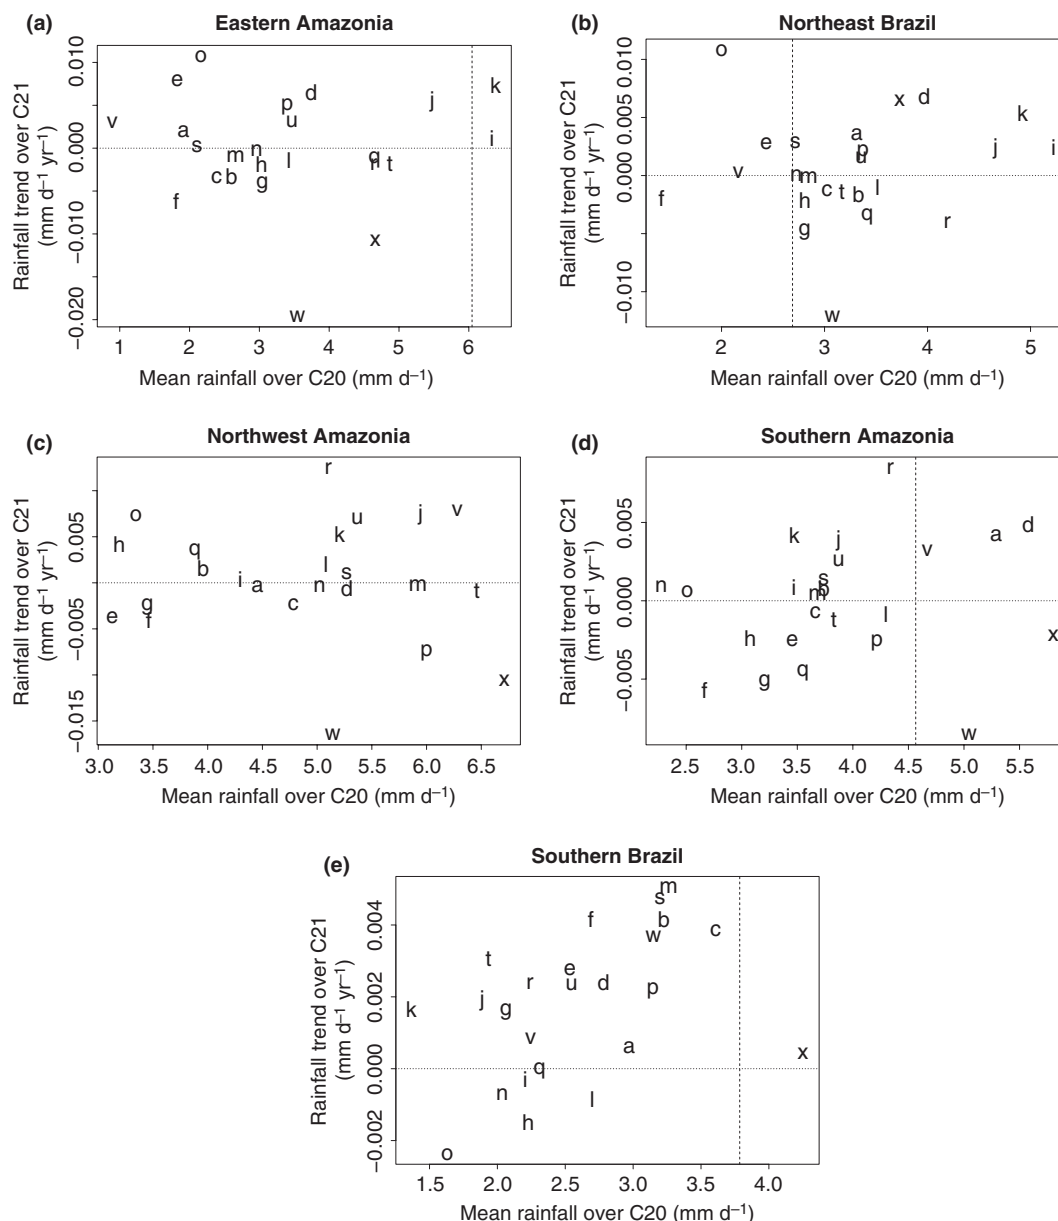 (a) Eastern Amazonia
Rainfall trend over C21
(mm d⁻¹ yr⁻¹)
0.010
0.000
−0.010
−0.020
o
e
k
d
p
j
v
u
a
i
s
n
m
q
l
h
r
t
c
b
g
f
x
w
1 2 3 4 5 6
Mean rainfall over C20 (mm d⁻¹)
(b) Northeast Brazil
Rainfall trend over C21
(mm d⁻¹ yr⁻¹)
0.010
0.005
0.000
−0.010
o
x
d
k
a
e
s
p
j
i
u
v
n
m
c
t
l
b
f
h
q
r
g
w
2 3 4 5
Mean rainfall over C20 (mm d⁻¹)
(c) Northwest Amazonia
Rainfall trend over C21
(mm d⁻¹ yr⁻¹)
0.005
−0.005
−0.015
r
o
j
v
u
k
h
q
l
b
s
i
a
n
m
d
t
g
c
e
f
p
x
w
3.0 3.5 4.0 4.5 5.0 5.5 6.0 6.5
Mean rainfall over C20 (mm d⁻¹)
(d) Southern Amazonia
Rainfall trend over C21
(mm d⁻¹ yr⁻¹)
0.005
0.000
−0.005
r
d
k
j
a
v
u
s
n
i
o
b
m
c
l
t
x
h
e
p
q
g
f
w
2.5 3.0 3.5 4.0 4.5 5.0 5.5
Mean rainfall over C20 (mm d⁻¹)
(e) Southern Brazil
Rainfall trend over C21
(mm d⁻¹ yr⁻¹)
0.004
0.002
0.000
−0.002
m
s
f
b
c
w
t
e
r
u
d
p
j
k
g
v
a
x
q
i
n
l
h
o
1.5 2.0 2.5 3.0 3.5 4.0
Mean rainfall over C20 (mm d⁻¹)